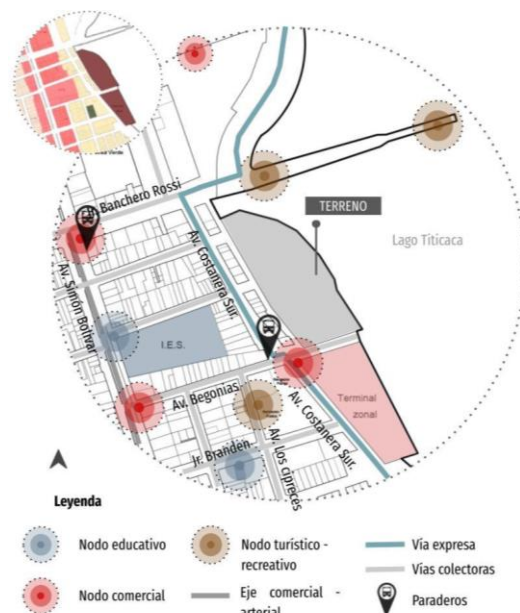 Banchero Rossi
TERRENO
Lago Titicaca
Av. Costanera Sur.
Av. Simón Bolívar
I.E.S.
Av. Begonias
Av. Costanera Sur.
Terminal
zonal
Jr. Branden
Av. Los cipreces
Leyenda
Nodo educativo
Nodo turístico -
recreativo
Vía expresa
Vías colectoras
Nodo comercial
Eje comercial -
arterial
Paraderos